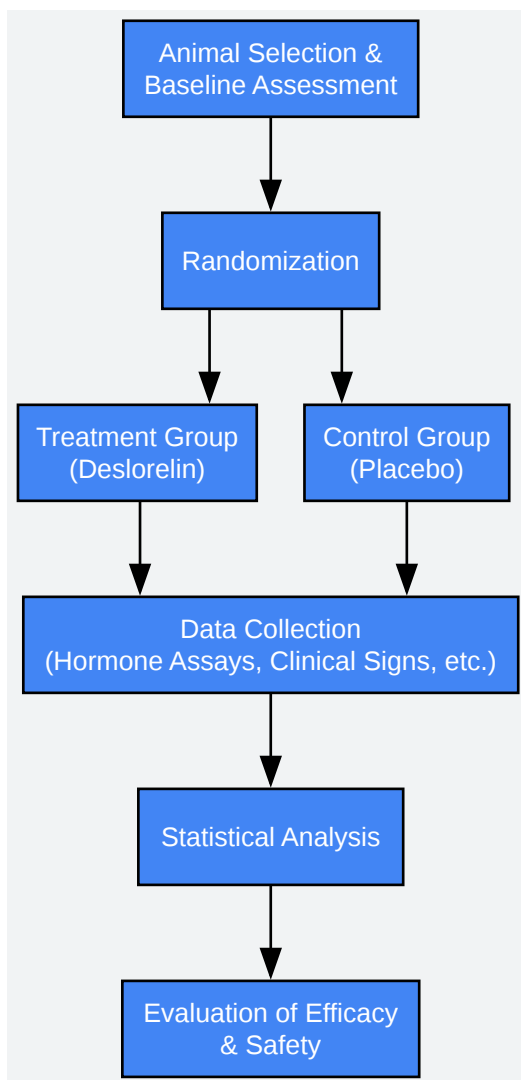 Animal Selection &
Baseline Assessment
Randomization
Treatment Group
(Deslorelin)
Control Group
(Placebo)
Data Collection
(Hormone Assays, Clinical Signs, etc.)
Statistical Analysis
Evaluation of Efficacy
& Safety